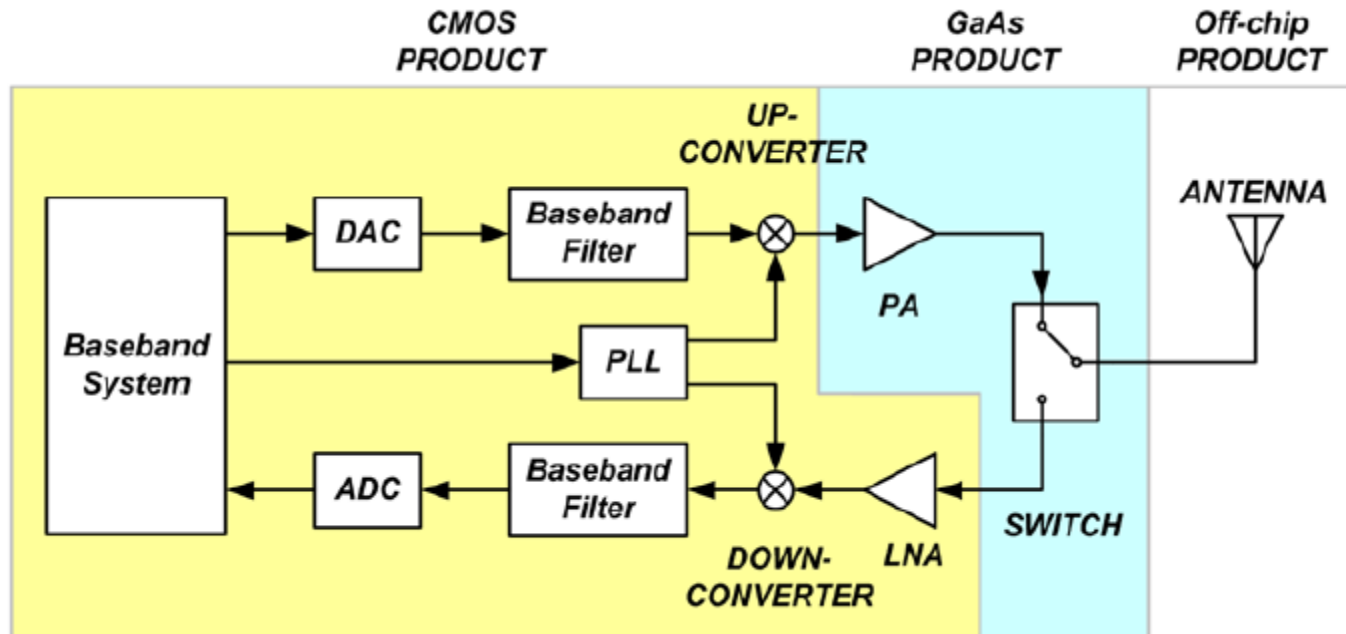 CMOS
PRODUCT
GaAs
PRODUCT
Off-chip
PRODUCT
UP-
CONVERTER
ANTENNA
DAC
Baseband
Filter
PA
Baseband
System
PLL
ADC
Baseband
Filter
DOWN-
CONVERTER
LNA
SWITCH